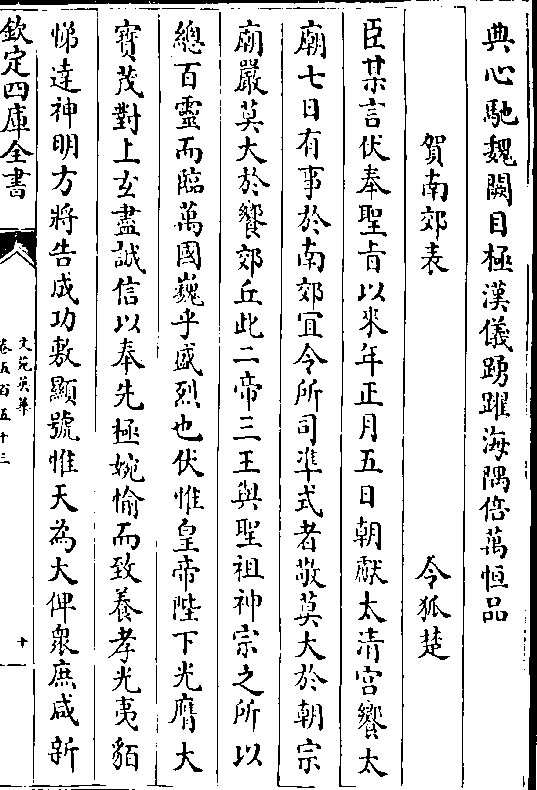 典心馳魏闕目極漢儀踴躍海隅倍萬恒品
賀南郊表 令狐楚
臣某言伏奉聖旨以來年正月五日朝獻太清宫饗太
廟七日有事於南郊宜令所司準式者敬莫大於朝宗
廟嚴莫大於饗郊丘此二帝三王與聖祖神宗之所以
總百靈而臨萬國巍乎盛烈也伏惟皇帝陛下光膺大
寳茂對上𤣥盡誠信以奉先極婉愉而致養孝光夷貊
悌達神明方將告成功敷顯號惟天為大俾衆庶咸新
欽定四庫全書
文苑英華
卷五百五十三
十